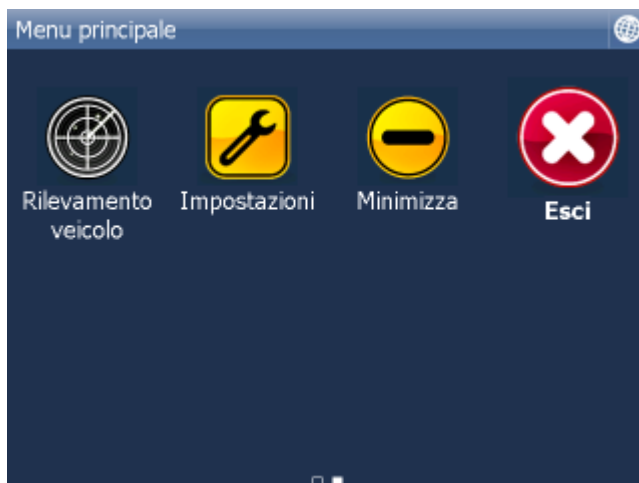 Menu principale
Rilevamento veicolo
Impostazioni
Minimizza
Esci